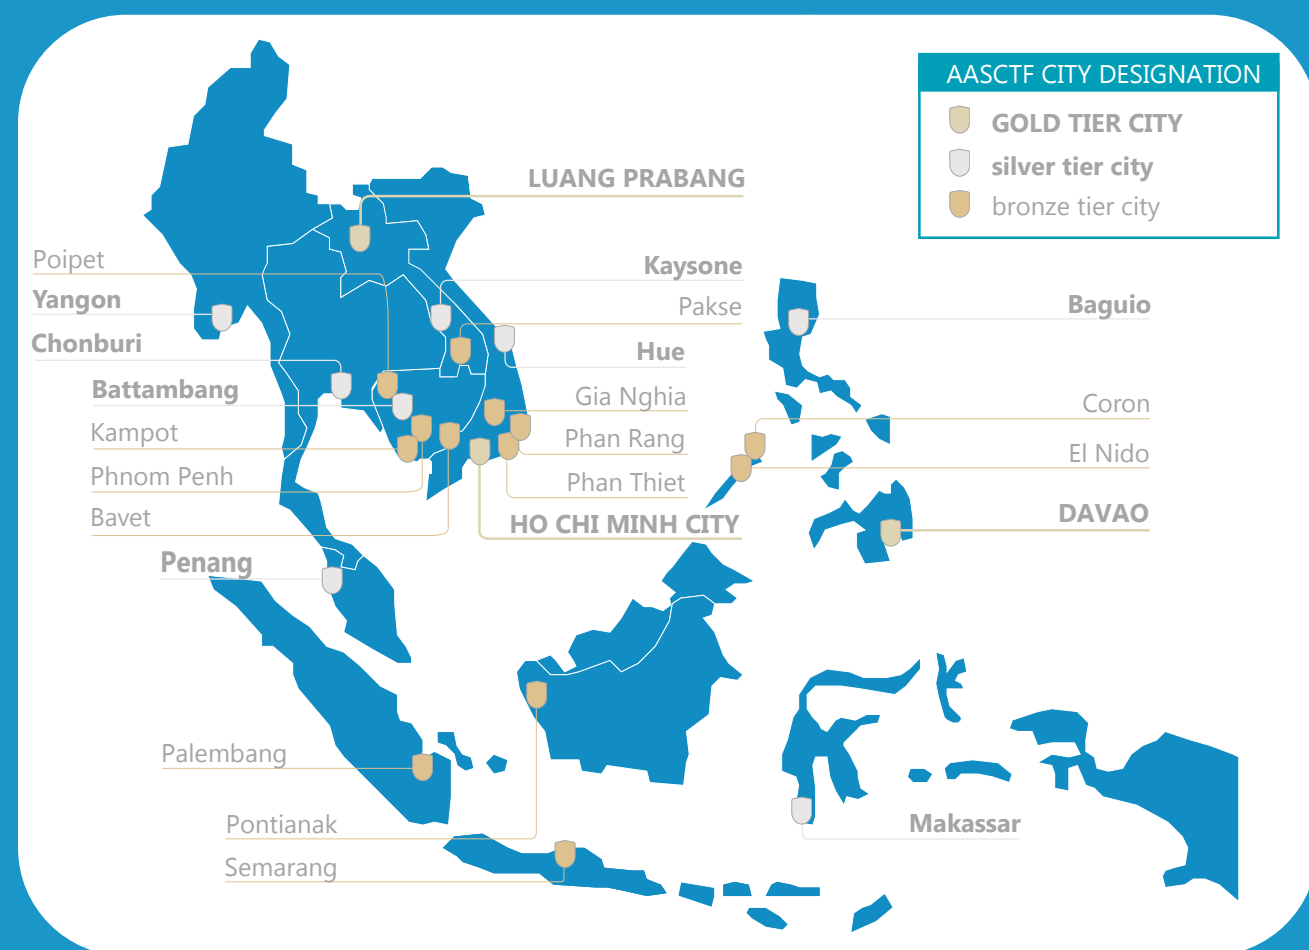 AASCTF CITY DESIGNATION
GOLD TIER CITY
silver tier city
bronze tier city
LUANG PRABANG
Poipet
Kaysone
Yangon
Pakse
Baguio
Chonburi
Hue
Battambang
Gia Nghia
Coron
Kampot
Phan Rang
El Nido
Phnom Penh
Phan Thiet
Bavet
HO CHI MINH CITY
DAVAO
Penang
Palembang
Pontianak
Makassar
Semarang